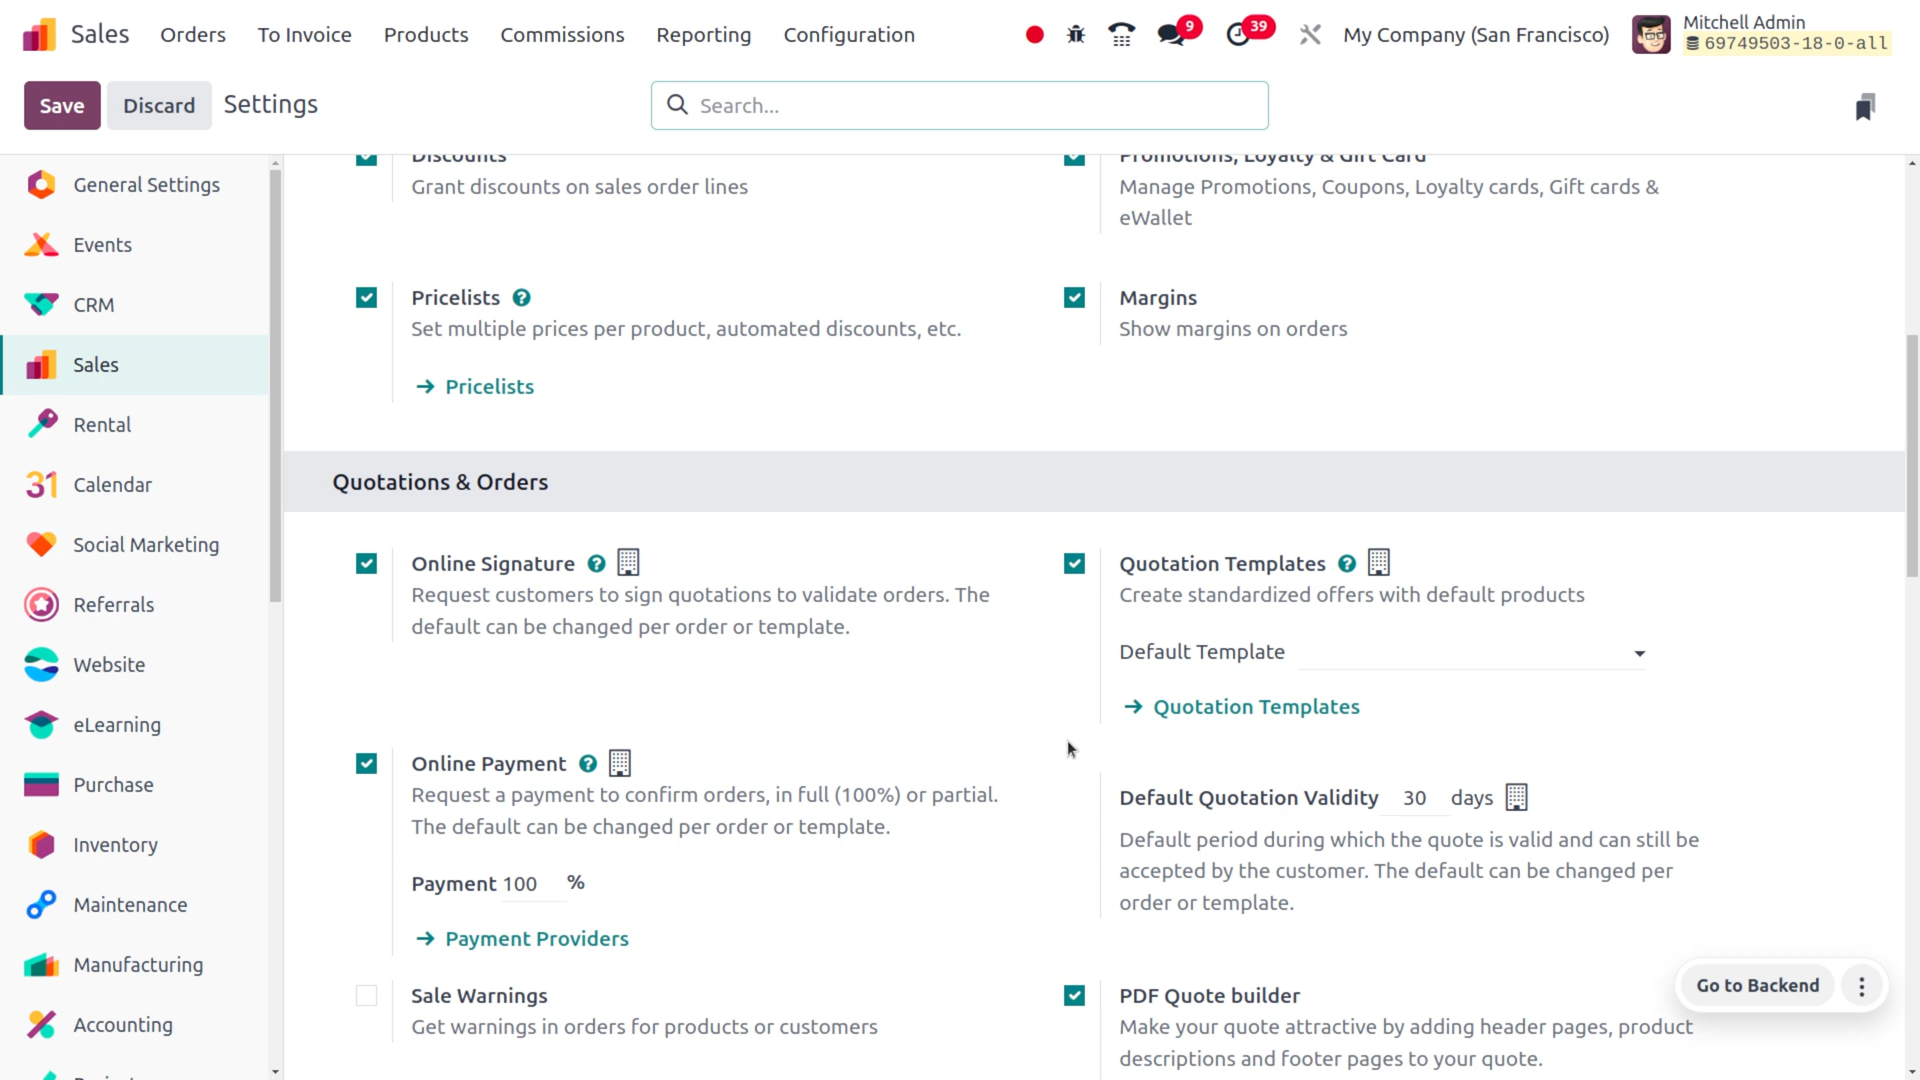 Sales
Orders
To Invoice
Products
Commissions
Reporting
Configuration
9
39
My Company (San Francisco)
Mitchell Admin
69749503-18-0-all
Save
Discard
Settings
Search...
General Settings
Events
CRM
Sales
Rental
Calendar
Social Marketing
Referrals
Website
eLearning
Purchase
Inventory
Maintenance
Manufacturing
Accounting
Discounts
Grant discounts on sales order lines
Promotions, Loyalty & Gift Card
Manage Promotions, Coupons, Loyalty cards, Gift cards &
eWallet
Pricelists
Set multiple prices per product, automated discounts, etc.
Pricelists
Margins
Show margins on orders
Quotations & Orders
Online Signature
Request customers to sign quotations to validate orders. The
default can be changed per order or template.
Quotation Templates
Create standardized offers with default products
Default Template
Quotation Templates
Online Payment
Request a payment to confirm orders, in full (100%) or partial.
The default can be changed per order or template.
Payment 100 %
Payment Providers
Default Quotation Validity 30 days
Default period during which the quote is valid and can still be
accepted by the customer. The default can be changed per
order or template.
Sale Warnings
Get warnings in orders for products or customers
PDF Quote builder
Make your quote attractive by adding header pages, product
descriptions and footer pages to your quote.
Go to Backend